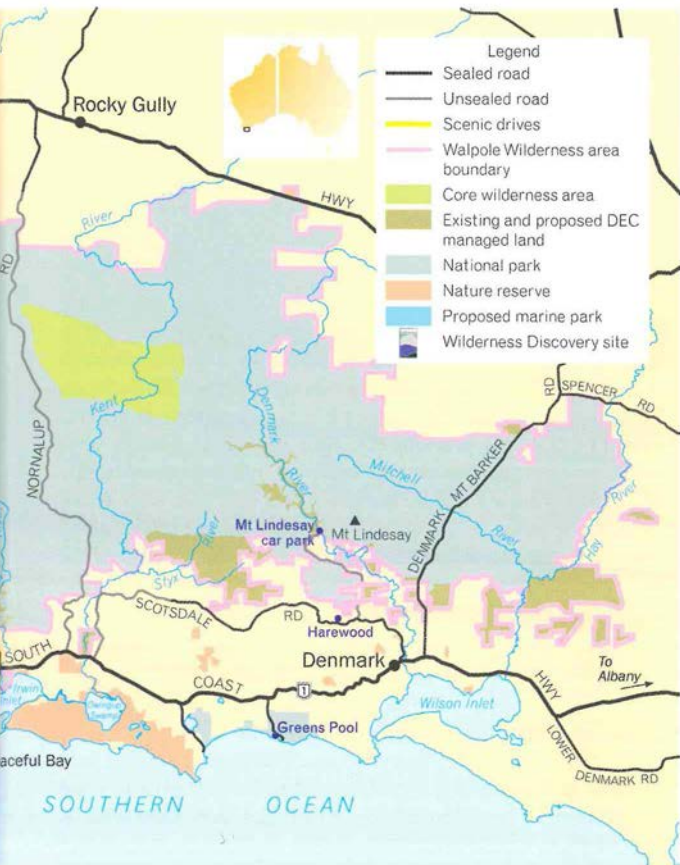 Legend
Sealed road
Unsealed road
Scenic drives
Walpole Wilderness area
boundary
Core wilderness area
Existing and proposed DEC
managed land
National park
Nature reserve
Proposed marine park
Wilderness Discovery site
Rocky Gully
HWY
River
RD
Kent
NORNALUP
Denmark
River
RD
SPENCER
RD
Mitchell
River
DENMARK
MT BARKER
Hay
River
Mt Lindesay
car park
Mt Lindesay
River
Styx
SCOTSDALE
RD
Harewood
Denmark
SOUTH
COAST
1
HWY
To
Albany
Irwin
Inlet
Wilson Inlet
Greens Pool
LOWER
DENMARK RD
aceful Bay
SOUTHERN OCEAN